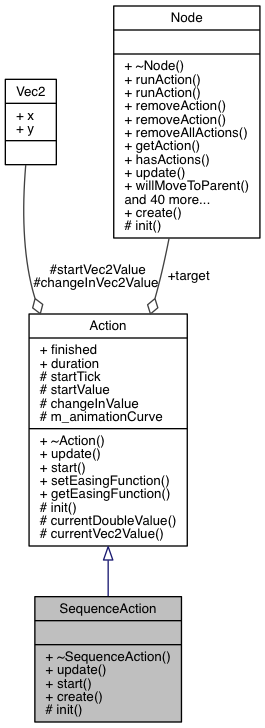 Node
+ ~Node()
+ runAction()
+ runAction()
+ removeAction()
+ removeAction()
+ removeAllActions()
+ getAction()
+ hasActions()
+ update()
+ willMoveToParent()
and 40 more...
+ create()
# init()
Vec2
+ x
+ y
#startVec2Value
#changeInVec2Value
+target
Action
+ finished
+ duration
# startTick
# startValue
# changeInValue
# m_animationCurve
+ ~Action()
+ update()
+ start()
+ setEasingFunction()
+ getEasingFunction()
# init()
# currentDoubleValue()
# currentVec2Value()
SequenceAction
+ ~SequenceAction()
+ update()
+ start()
+ create()
# init()